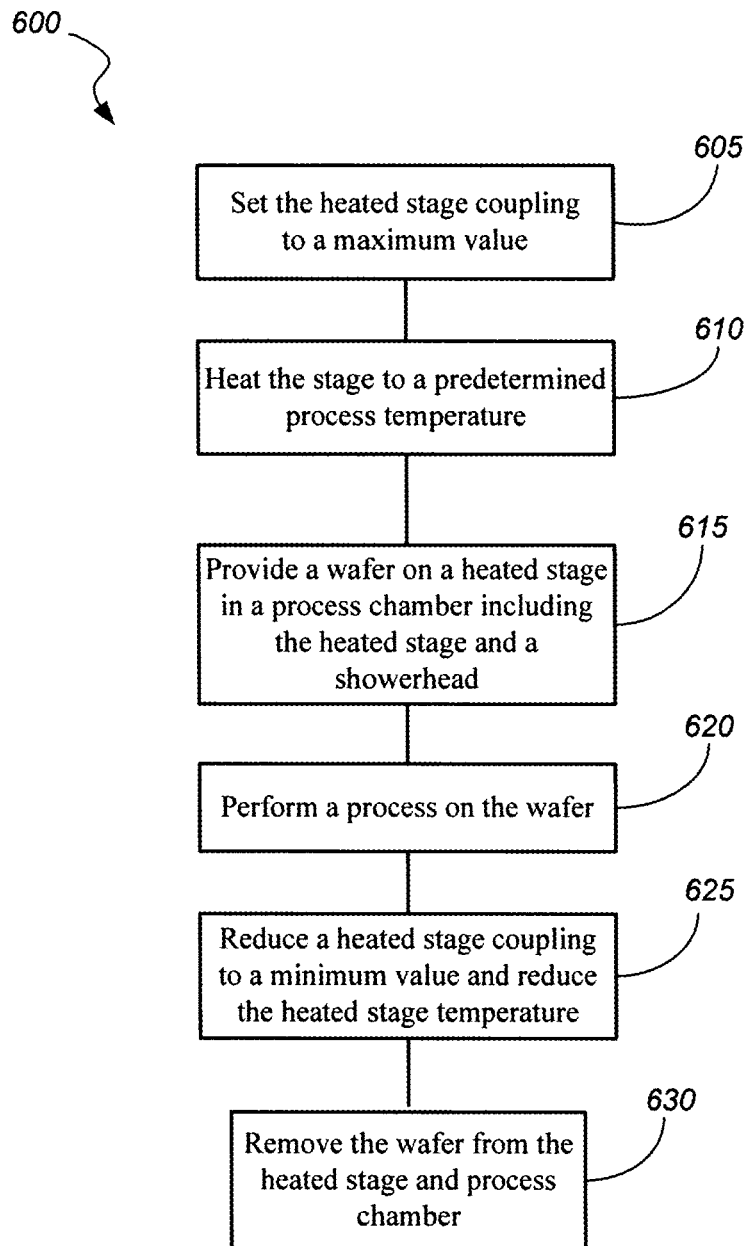 600
605
Set the heated stage coupling
to a maximum value
610
Heat the stage to a predetermined
process temperature
615
Provide a wafer on a heated stage
in a process chamber including
the heated stage and a
showerhead
620
Perform a process on the wafer
625
Reduce a heated stage coupling
to a minimum value and reduce
the heated stage temperature
630
Remove the wafer from the
heated stage and process
chamber